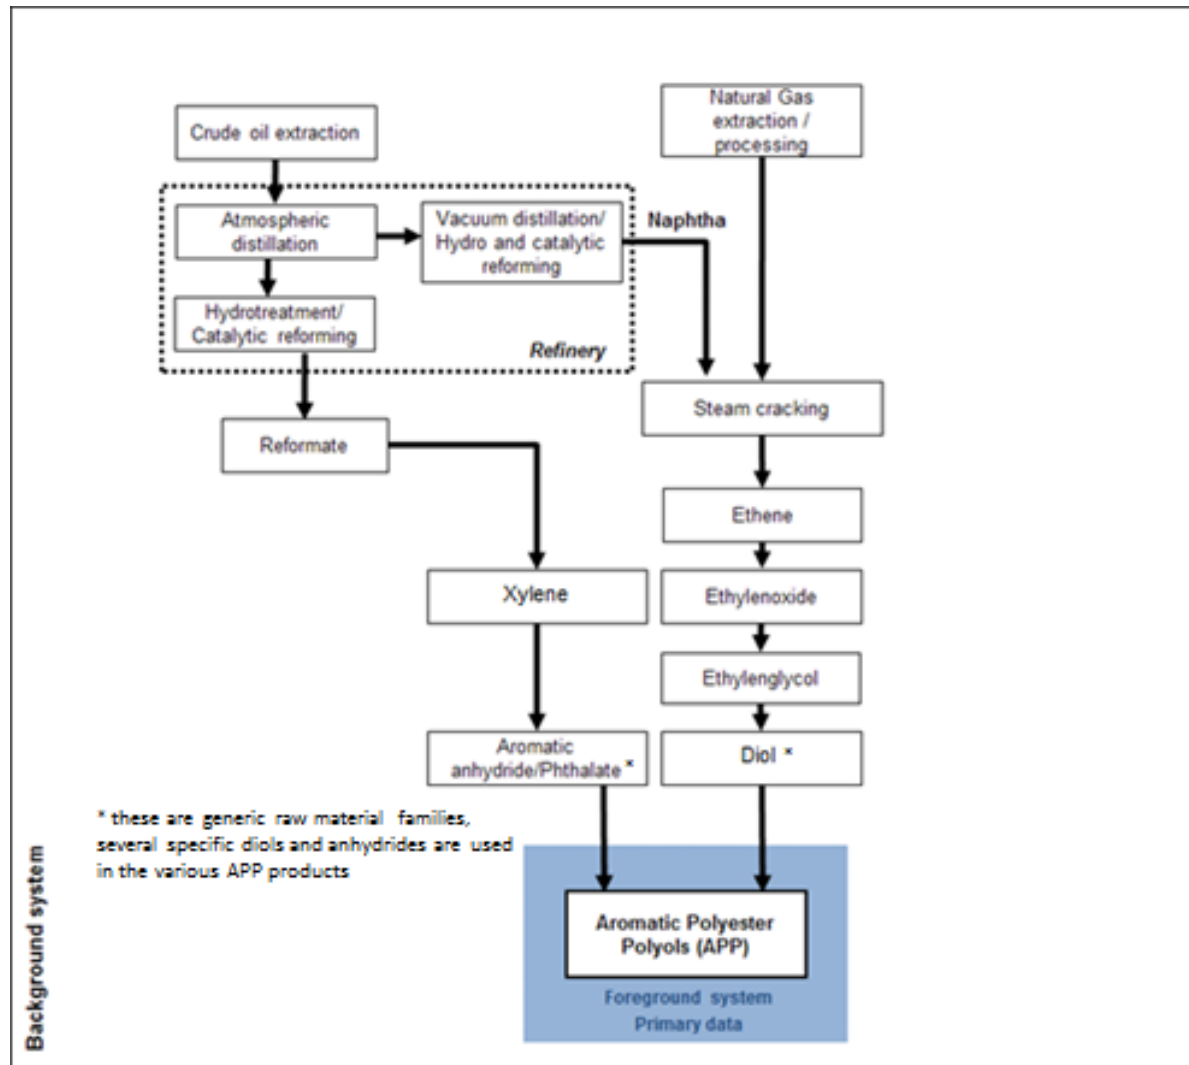 Crude oil extraction
Natural Gas
extraction /
processing
Atmospheric
distillation
Vacuum distillation/
Hydro and catalytic
reforming
Naphtha
Hydrotreatment/
Catalytic reforming
Refinery
Steam cracking
Reformate
Ethene
Xylene
Ethylenoxide
Ethylenglycol
Aromatic
anhydride/Phthalate *
Diol *
* these are generic raw material families,
several specific diols and anhydrides are used
in the various APP products
Aromatic Polyester
Polyols (APP)
Foreground system
Primary data
Background system